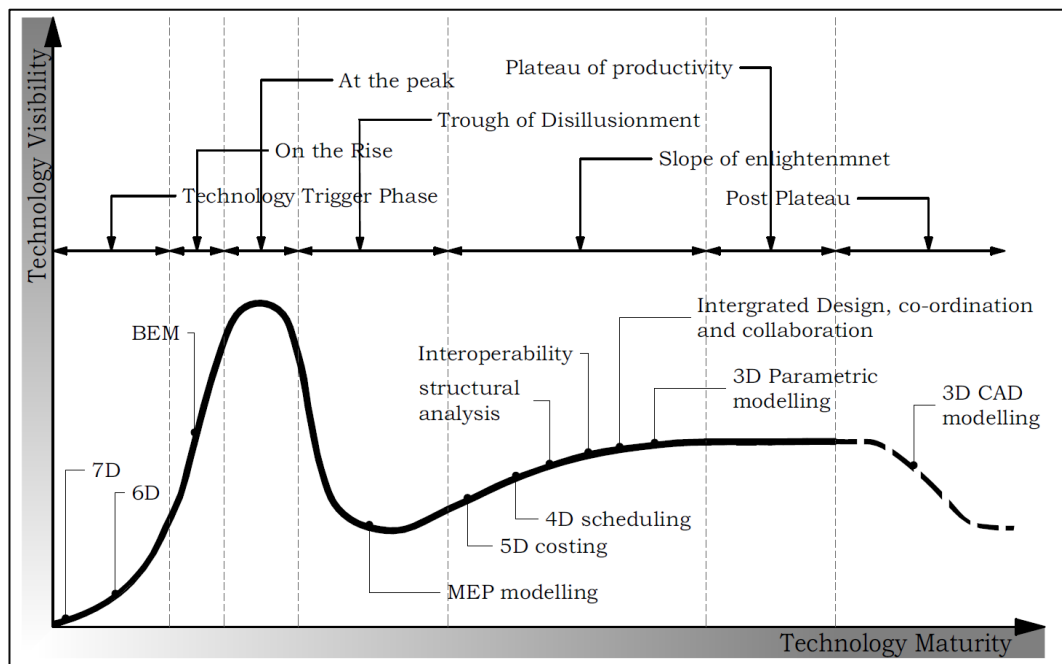 Technology Visibility
Plateau of productivity
At the peak
Trough of Disillusionment
On the Rise
Slope of enlightenmnet
Technology Trigger Phase
Post Plateau
Intergrated Design, co-ordination
and collaboration
BEM
Interoperability
3D Parametric
modelling
structural
analysis
3D CAD
modelling
7D
6D
4D scheduling
5D costing
MEP modelling
Technology Maturity